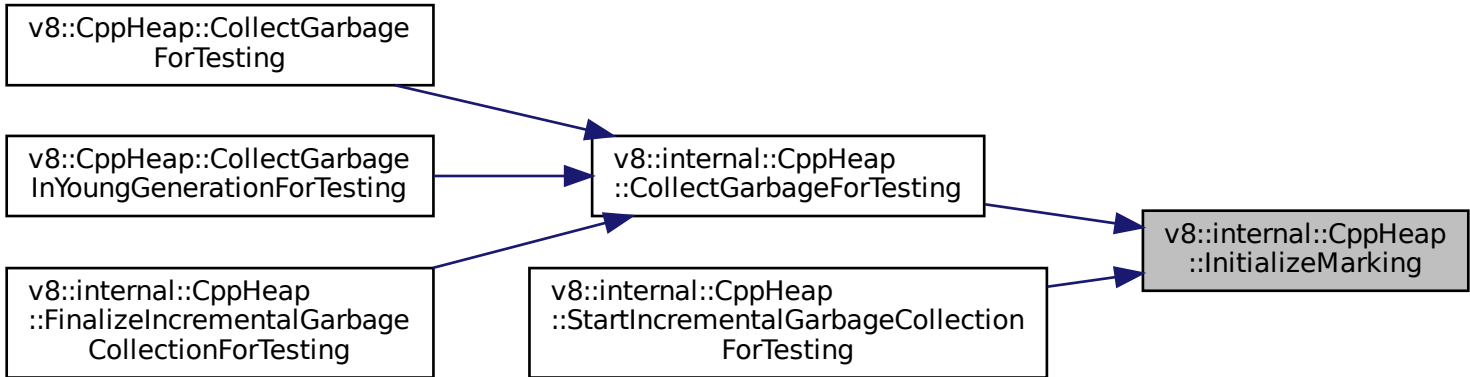 v8::CppHeap::CollectGarbage
ForTesting
v8::CppHeap::CollectGarbage
InYoungGenerationForTesting
v8::internal::CppHeap
::FinalizeIncrementalGarbage
CollectionForTesting
v8::internal::CppHeap
::CollectGarbageForTesting
v8::internal::CppHeap
::StartIncrementalGarbageCollection
ForTesting
v8::internal::CppHeap
::InitializeMarking